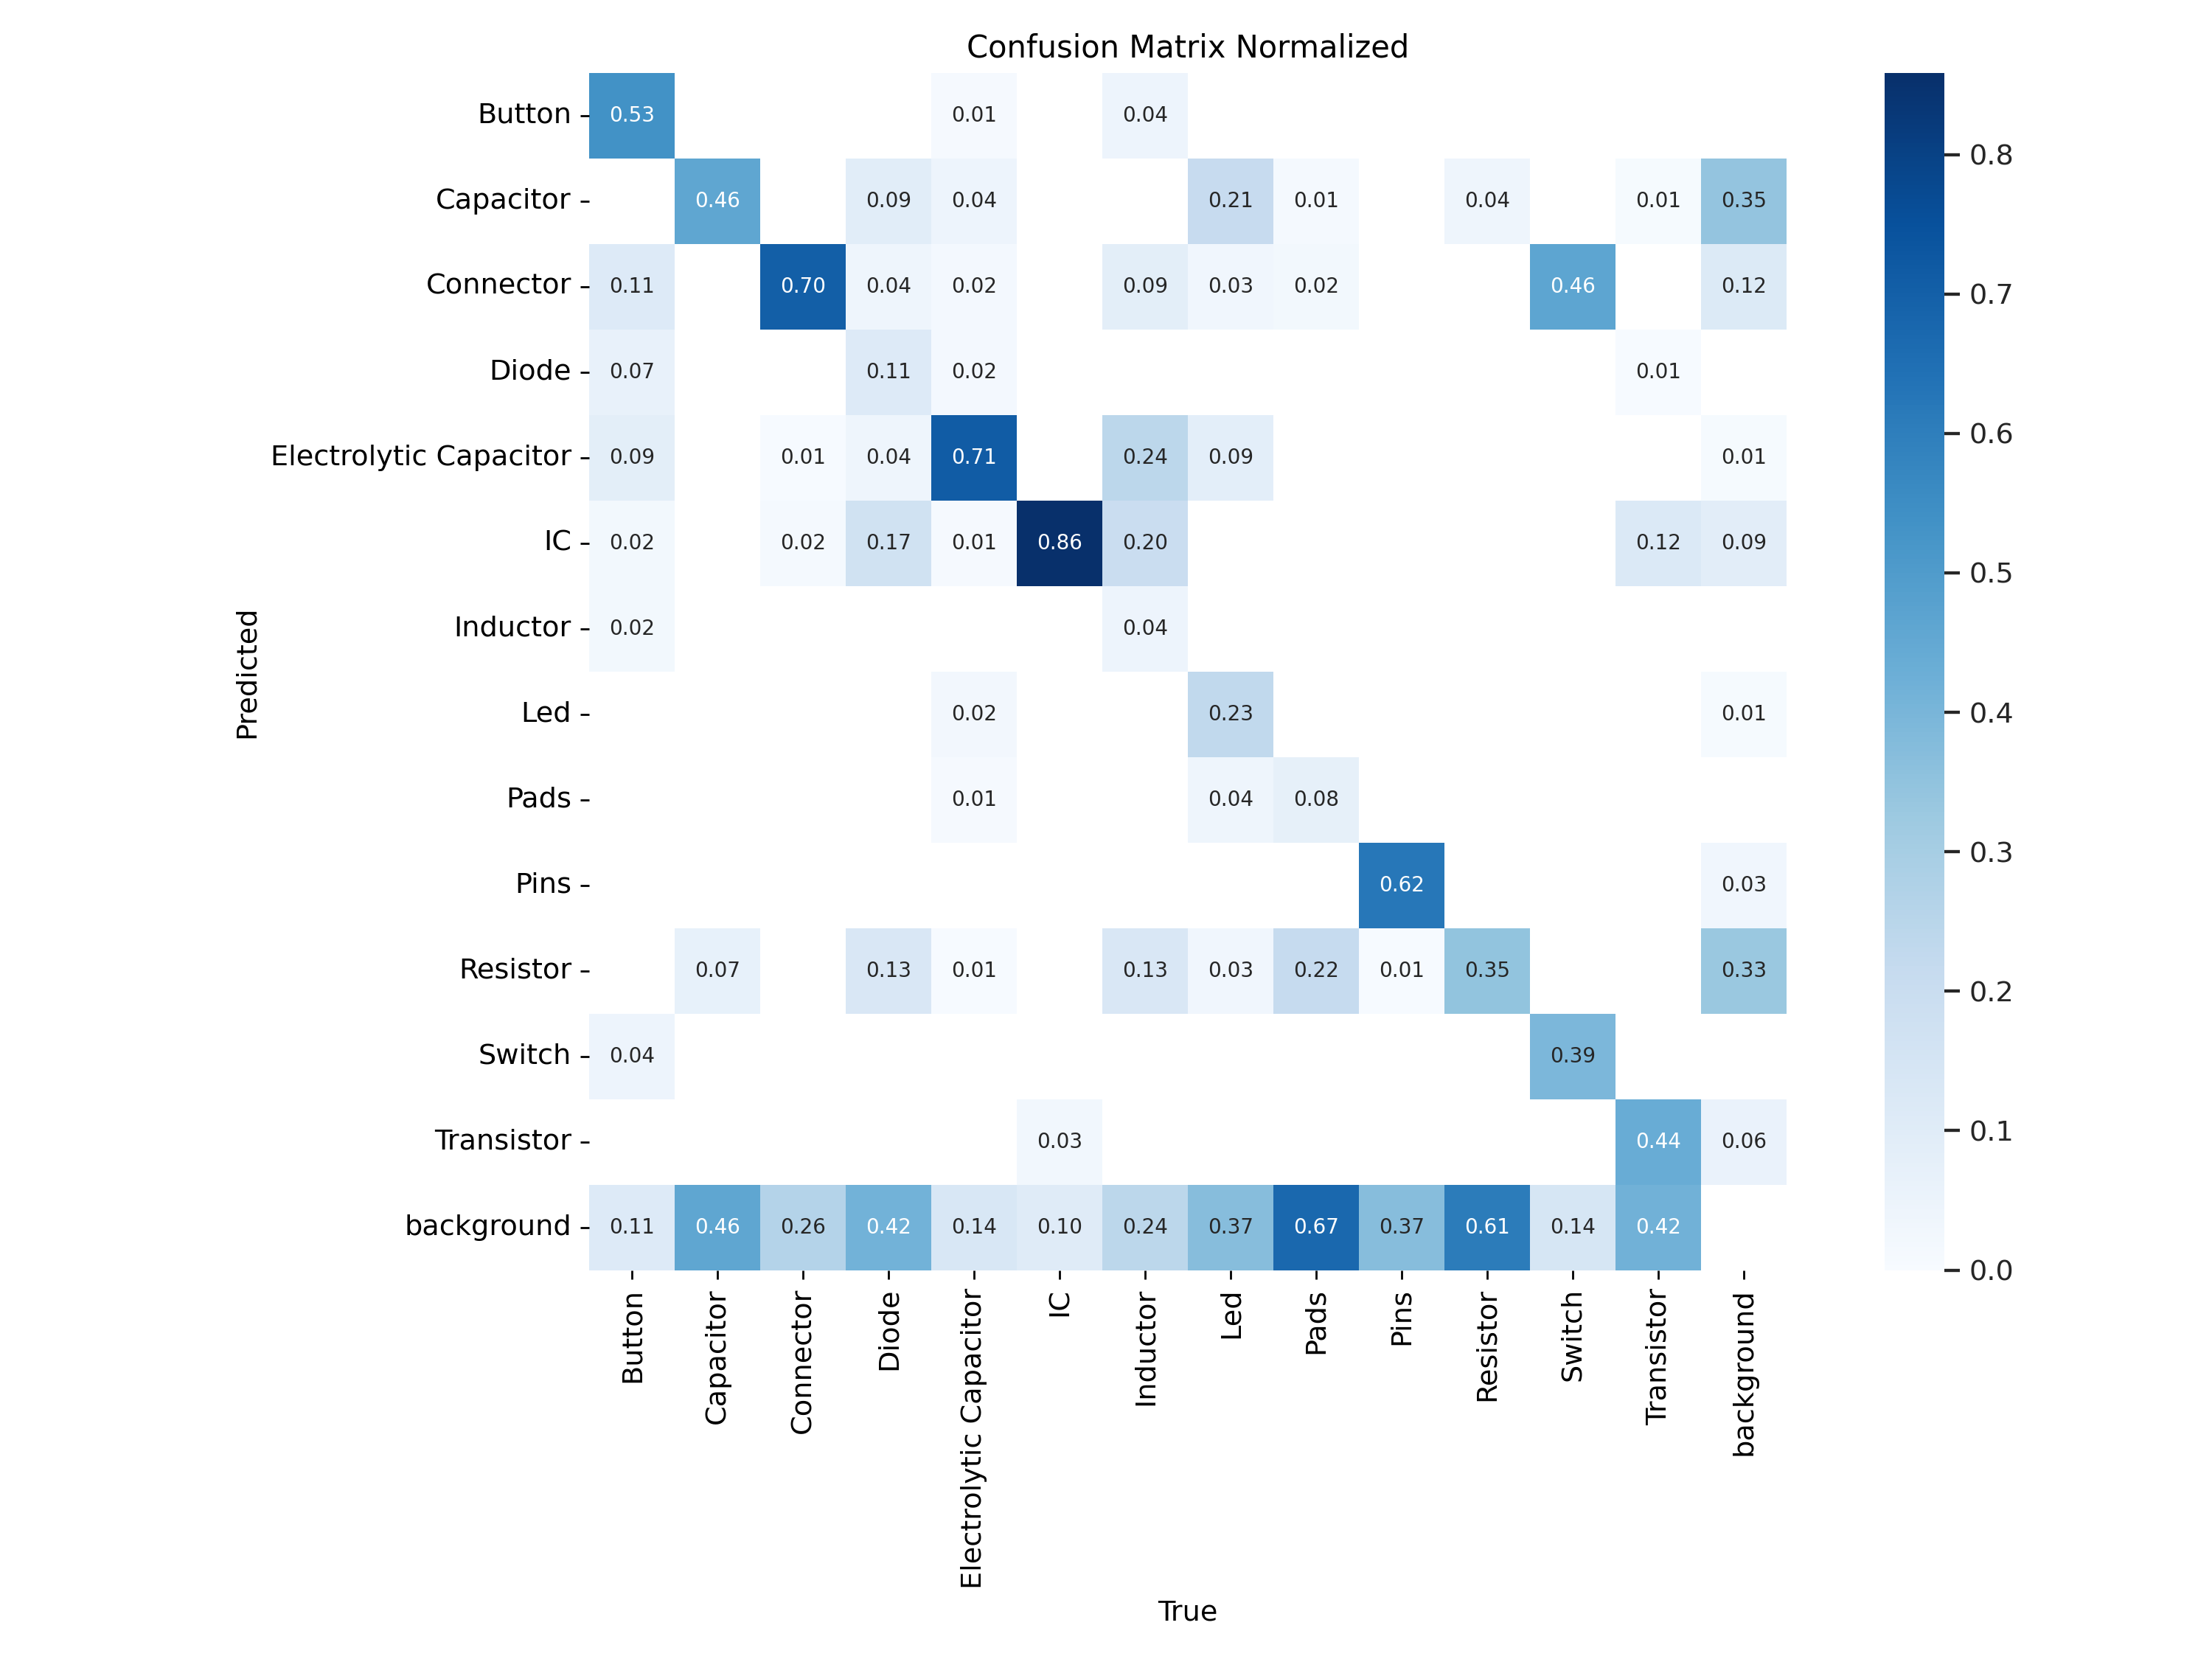 Confusion Matrix Normalized
Button 0.53 0.01 0.04
Capacitor 0.46 0.09 0.04 0.21 0.01 0.04 0.01 0.35 0.8
Connector 0.11 0.70 0.04 0.02 0.09 0.03 0.02 0.46 0.12 0.7
Diode 0.07 0.11 0.02 0.01 0.6
Electrolytic Capacitor 0.09 0.01 0.04 0.71 0.24 0.09 0.01
IC 0.02 0.02 0.17 0.01 0.86 0.20 0.12 0.09 0.5
Predicted
Inductor 0.02 0.04
Led 0.02 0.23 0.01 0.4
Pads 0.01 0.04 0.08 0.3
Pins 0.62 0.03
Resistor 0.07 0.13 0.01 0.13 0.03 0.22 0.01 0.35 0.33 0.2
Switch 0.04 0.39
Transistor 0.03 0.44 0.06 0.1
background 0.11 0.46 0.26 0.42 0.14 0.10 0.24 0.37 0.67 0.37 0.61 0.14 0.42 0.0
Button Capacitor Connector Diode Electrolytic Capacitor IC Inductor Led Pads Pins Resistor Switch Transistor background
True